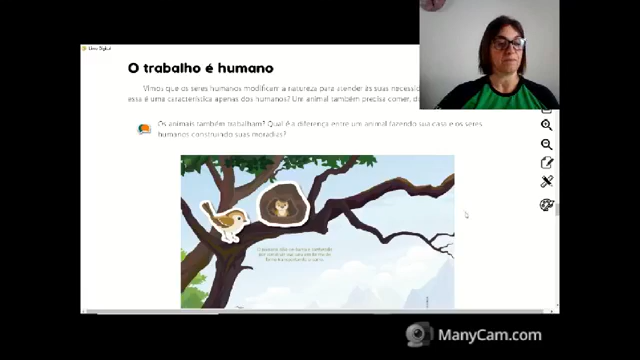 Livro Digital
O trabalho é humano
Vimos que os seres humanos modificam a natureza para atender às suas necessid
essa é uma característica apenas dos humanos? Um animal também precisa comer, d
Os animais também trabalham? Qual é a diferença entre um animal fazendo sua casa e os seres
humanos construindo suas moradias?
ManyCam.com